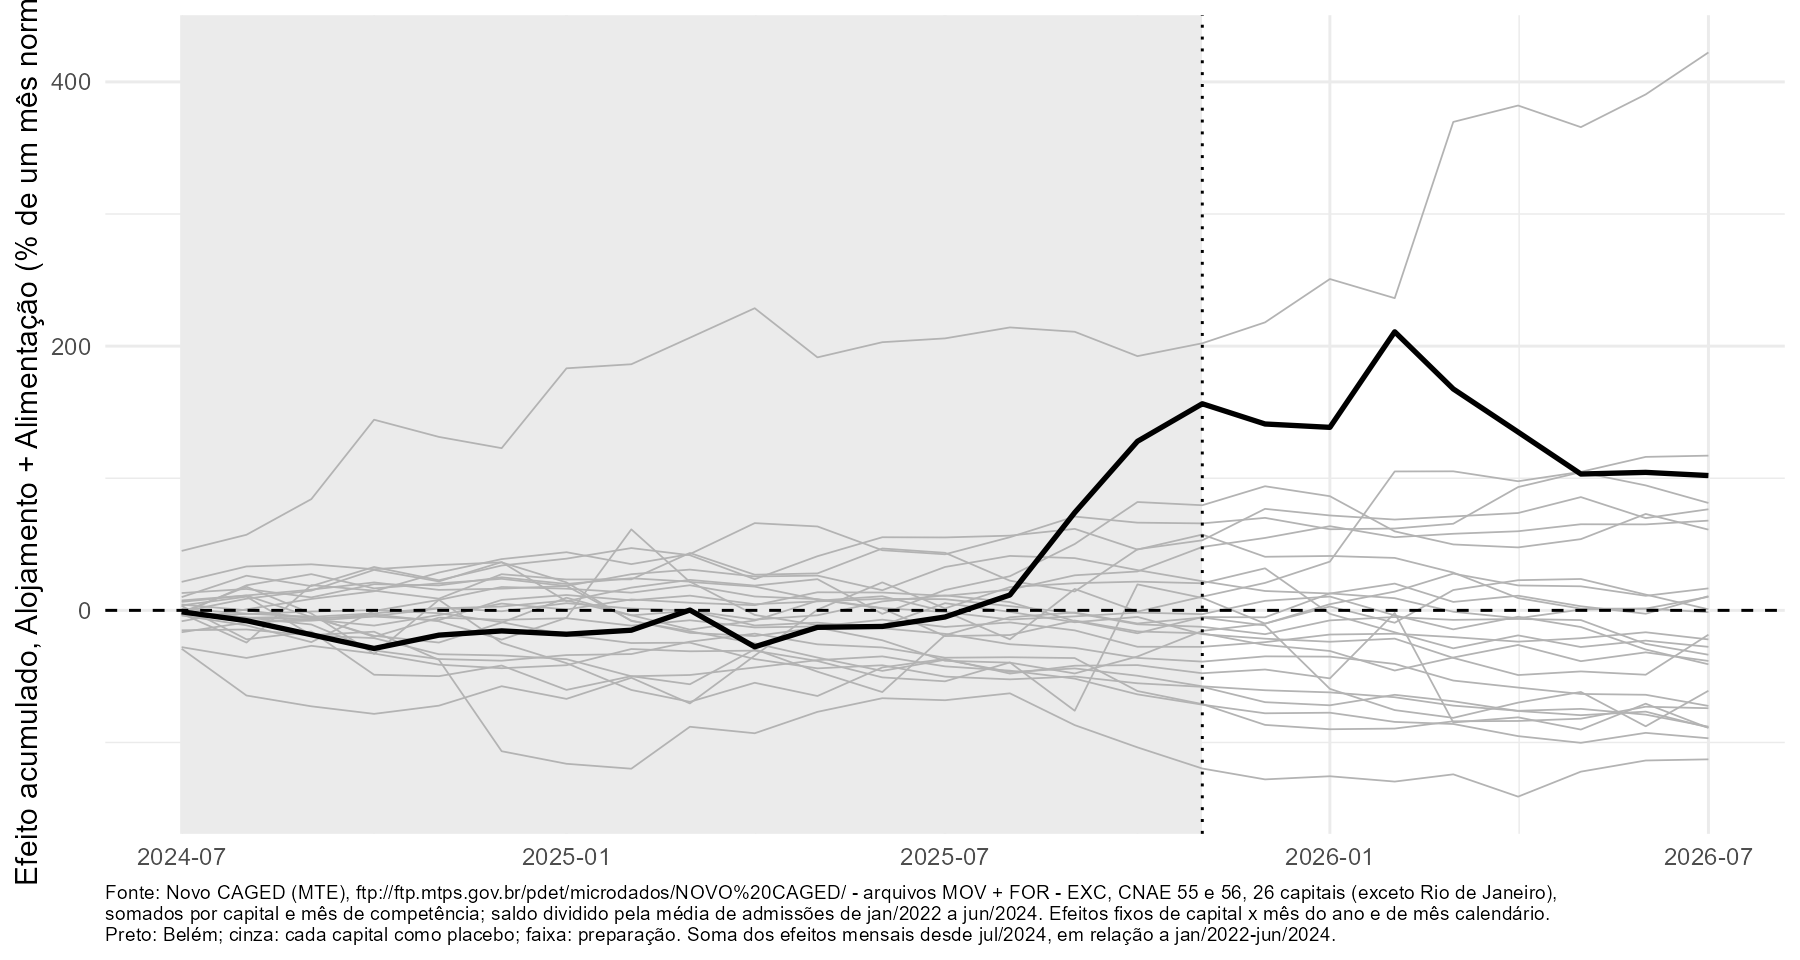 Efeito acumulado, Alojamento + Alimentação (% de um mês norm
400
200
0
2024-07
2025-01
2025-07
2026-01
2026-07
Fonte: Novo CAGED (MTE), ftp://ftp.mtps.gov.br/pdet/microdados/NOVO%20CAGED/ - arquivos MOV + FOR - EXC, CNAE 55 e 56, 26 capitais (exceto Rio de Janeiro),
somados por capital e mês de competência; saldo dividido pela média de admissões de jan/2022 a jun/2024. Efeitos fixos de capital x mês do ano e de mês calendário.
Preto: Belém; cinza: cada capital como placebo; faixa: preparação. Soma dos efeitos mensais desde jul/2024, em relação a jan/2022-jun/2024.